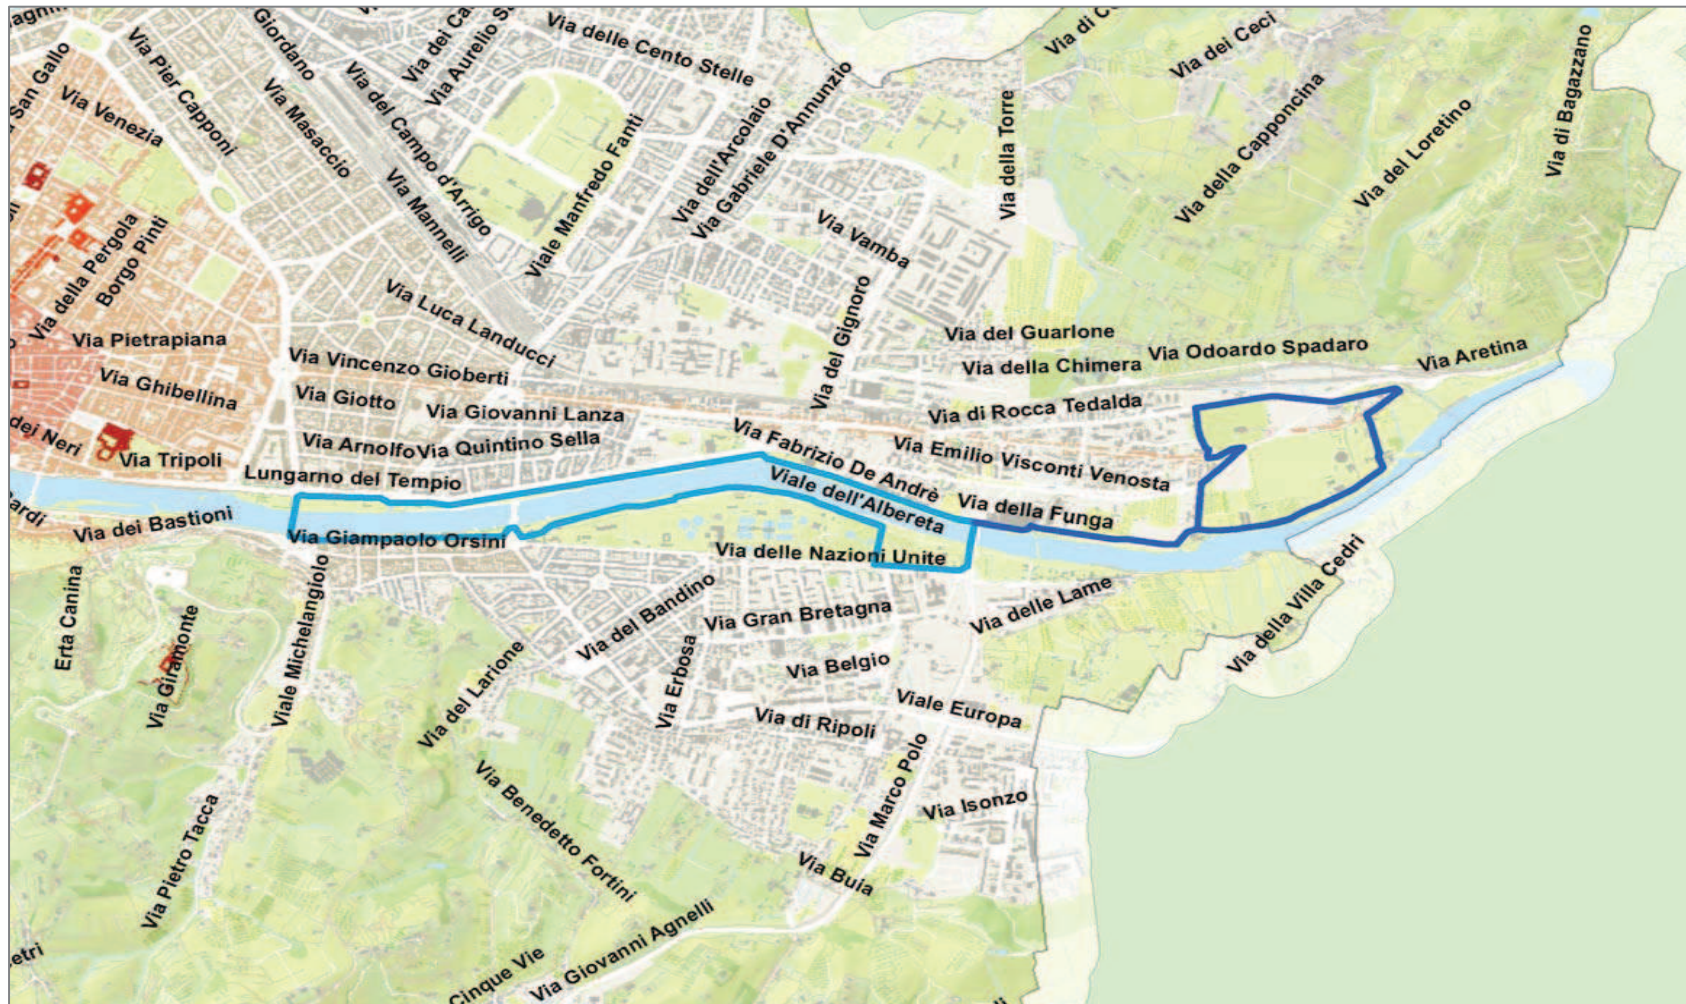 San Gallo
Via Venezia
Via Pier Capponi
Giordano
Via Masaccio
Via del Campo d'Arrigo
Via Mannelli
Via Aurelio
Via delle Cento Stelle
Viale Manfredo Fanti
Via dell'Arcolaio
Via Gabriele D'Annunzio
Via Vamba
Via della Torre
Via dei Ceci
Via della Capponcina
Via del Loretino
Via di Bagazzano
Via della Pergola
Borgo Pinti
Via Luca Landucci
Via del Gignoro
Via Pietrapiana
Via del Guarlone
Via della Chimera
Via Odoardo Spadaro
Via Aretina
Via Vincenzo Gioberti
Via Ghibellina
Via Giotto
Via Giovanni Lanza
Via di Rocca Tedalda
dei Neri
Via Tripoli
Via Arnolfo
Via Quintino Sella
Via Fabrizio De Andrè
Via Emilio Visconti Venosta
Lungarno del Tempio
Viale dell'Albereta
Via della Funga
Via dei Bastioni
Via Giampaolo Orsini
Via delle Nazioni Unite
Via della Villa Cedri
Erta Canina
Via Giramonte
Viale Michelangiolo
Via del Bandino
Via Gran Bretagna
Via delle Lame
Via del Larione
Via Erbosa
Via Belgio
Viale Europa
Via di Ripoli
Via Marco Polo
Via Isonzo
Via Pietro Tacca
Via Benedetto Fortini
Via Buia
Via Giovanni Agnelli
Cinque Vie